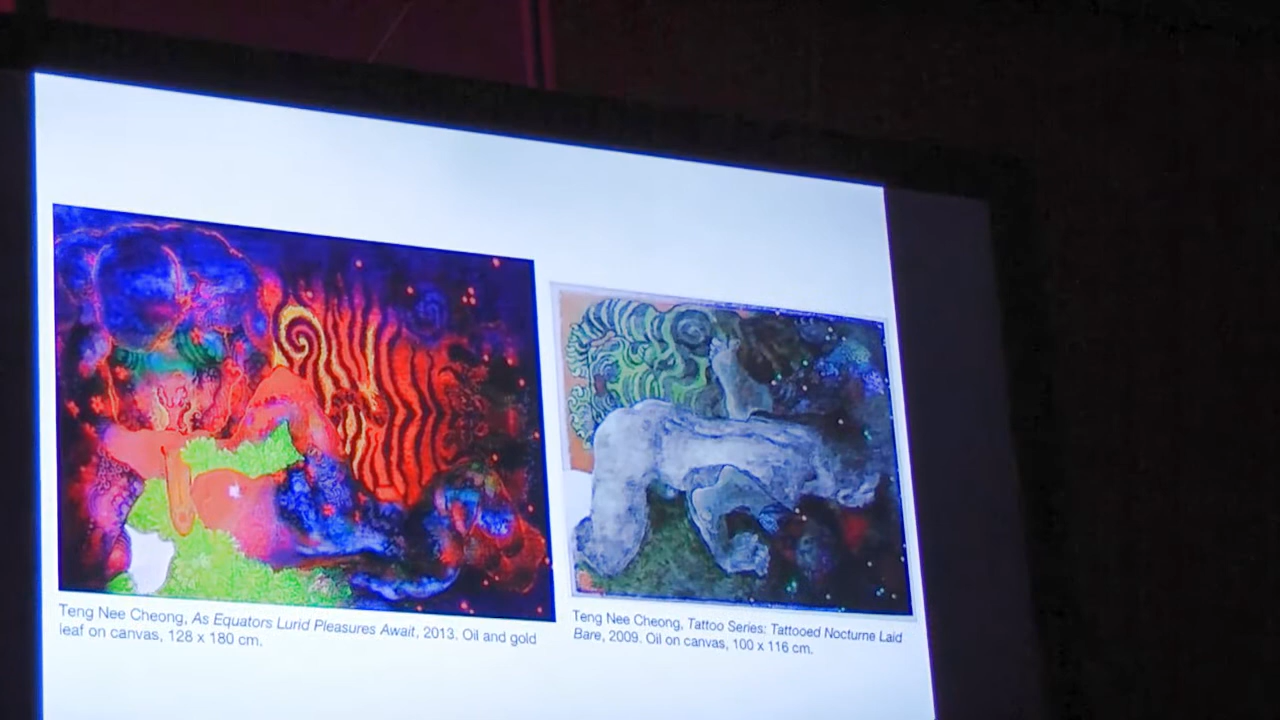 Teng Nee Cheong, As Equators Lurid Pleasures Await, 2013. Oil and gold
leaf on canvas, 128 x 180 cm.
Teng Nee Cheong, Tattoo Series: Tattooed Nocturne Laid
Bare, 2009. Oil on canvas, 100 x 116 cm.